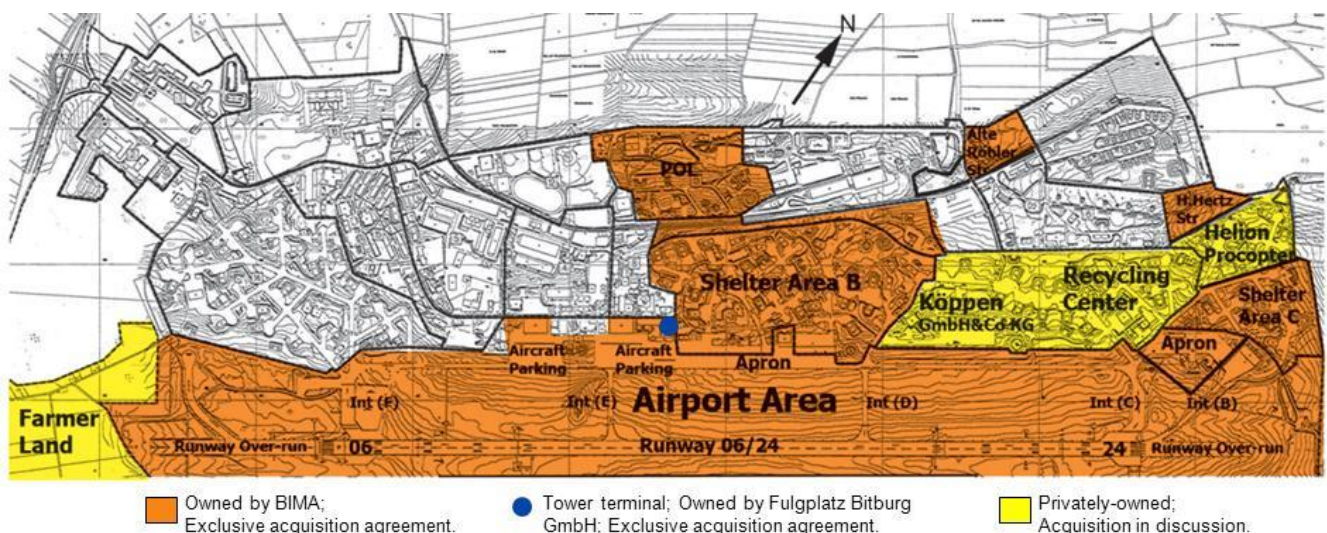 N
Alte
Röhler
Str
POL
H.Hertz
Str
Helion
Procopter
Shelter Area B
Recycling
Center
Köppen
GmbH&Co KG
Shelter
Area C
Aircraft
Parking
Aircraft
Parking
Apron
Apron
Airport Area
Int (F)
Int (E)
Int (D)
Int (C)
Int (B)
Farmer
Land
Runway Over-run
06
Runway 06/24
24
Runway Over-run
Owned by BIMA;
Exclusive acquisition agreement.
Tower terminal; Owned by Fulgplatz Bitburg
GmbH; Exclusive acquisition agreement.
Privately-owned;
Acquisition in discussion.